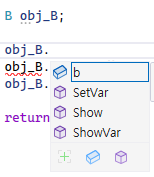 B obj_B;
obj_B.
obj_B.
obj_B.
b
SetVar
Show
ShowVar
return